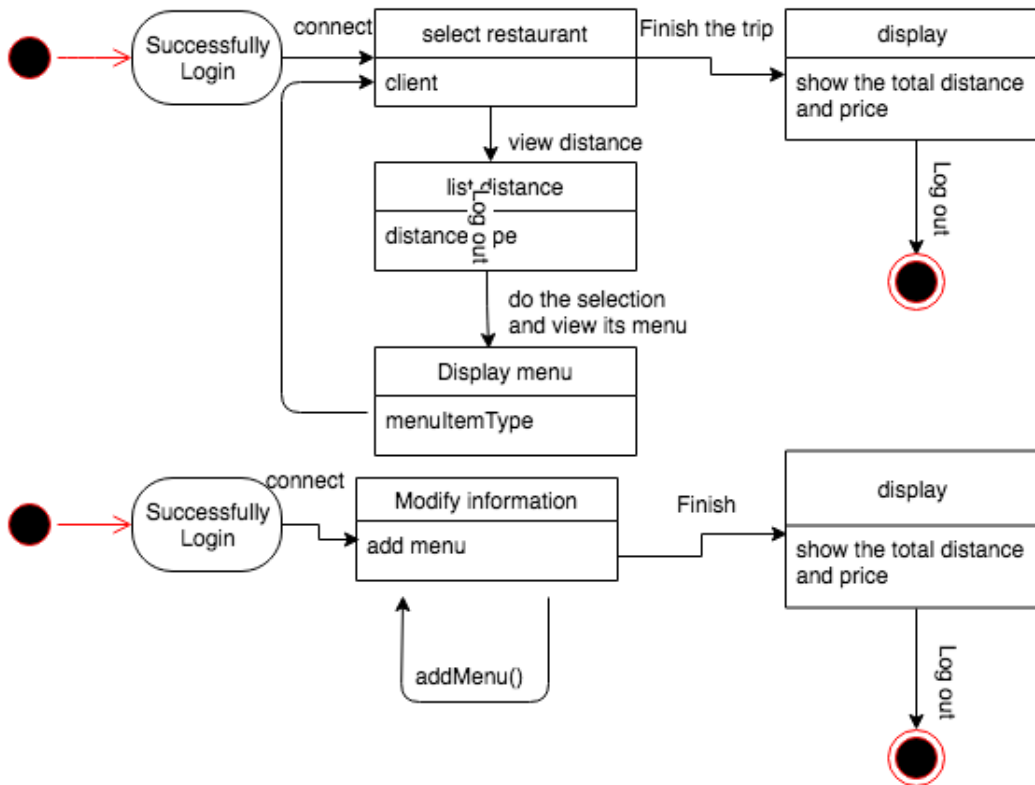 Successfully
Login
connect
select restaurant
client
Finish the trip
display
show the total distance
and price
view distance
Log out
list distance
distance
Log out
do the selection
and view its menu
Display menu
menuItemType
Successfully
Login
connect
Modify information
add menu
Finish
display
show the total distance
and price
addMenu()
Log out